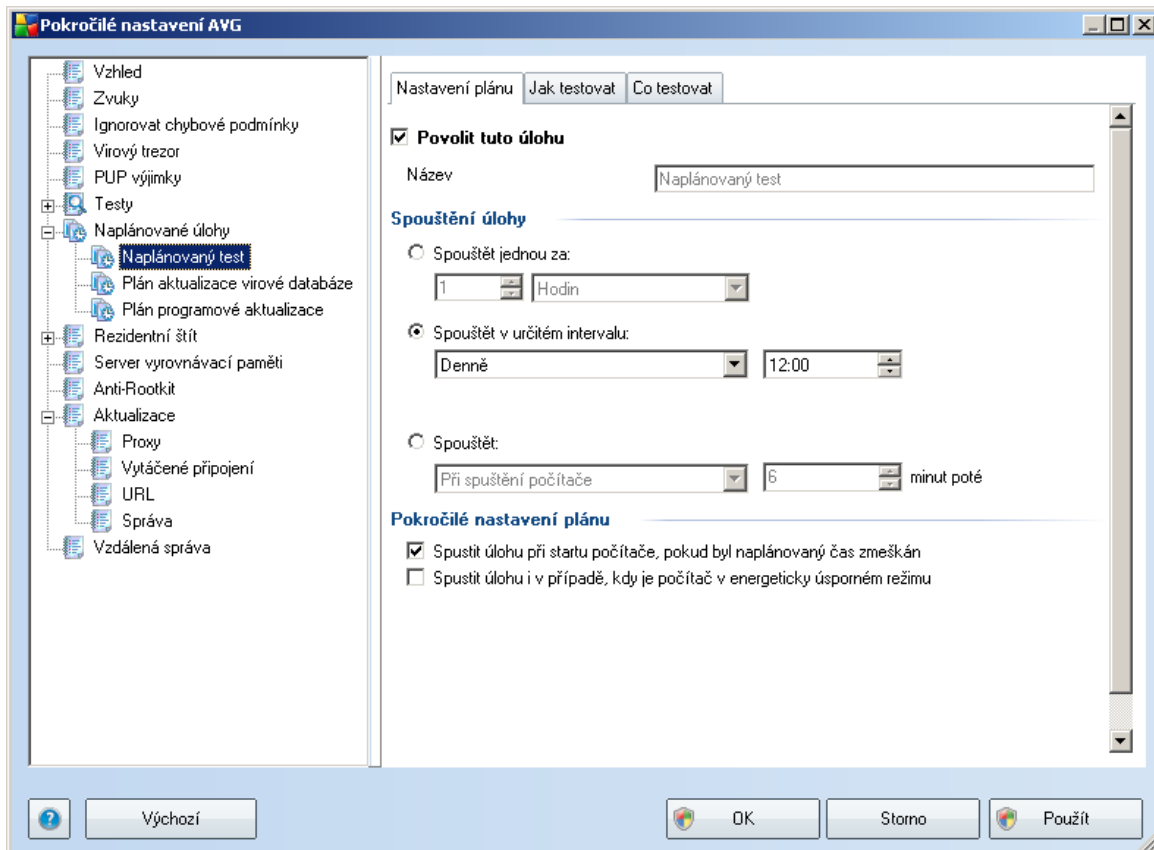 Pokročilé nastavení AVG
Vzhled
Zvuky
Ignorovat chybové podmínky
Virový trezor
PUP výjimky
Testy
Naplánované úlohy
Naplánovaný test
Plán aktualizace virové databáze
Plán programové aktualizace
Rezidentní štít
Server vyrovnávací paměti
Anti-Rootkit
Aktualizace
Proxy
Vytáčené připojení
URL
Správa
Vzdálená správa
Nastavení plánu Jak testovat Co testovat
Povolit tuto úlohu
Název Naplánovaný test
Spouštění úlohy
Spouštět jednou za:
1 Hodin
Spouštět v určitém intervalu:
Denně 12:00
Spouštět:
Při spuštění počítače 6 minut poté
Pokročilé nastavení plánu
Spustit úlohu při startu počítače, pokud byl naplánovaný čas zmeškán
Spustit úlohu i v případě, kdy je počítač v energeticky úsporném režimu
? Výchozí OK Storno Použít